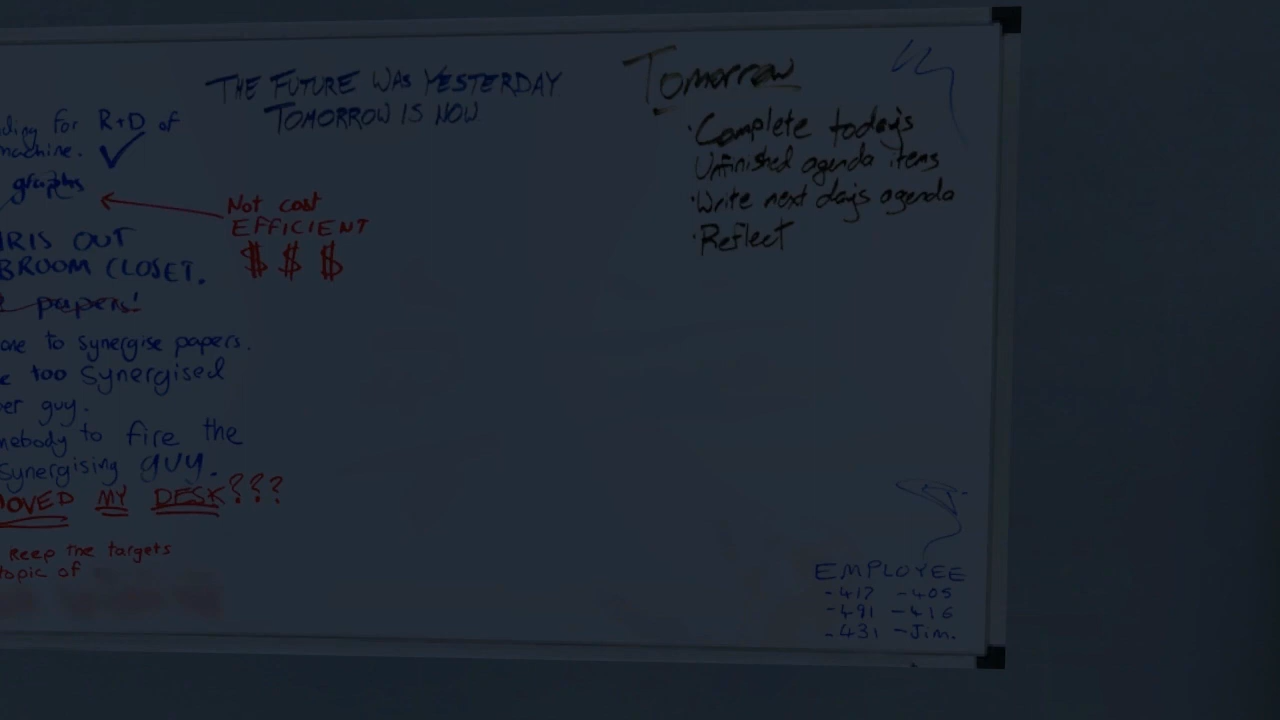 THE FUTURE WAS YESTERDAY
TOMORROW IS NOW
ding for R+D of
machine. ✓
graphs
Not cost
EFFICIENT
$ $ $
RIS OUT
BROOM CLOSET.
papers!
one to synergise papers.
too synergised
er guy.
mebody to fire the
synergising guy.
OVED MY DESK???
Keep the targets
topic of
Tomorrow
·Complete today's
Unfinished agenda items
·Write next days agenda
·Reflect
EMPLOYEE
-417 -405
-491 -416
-431 -Jim.